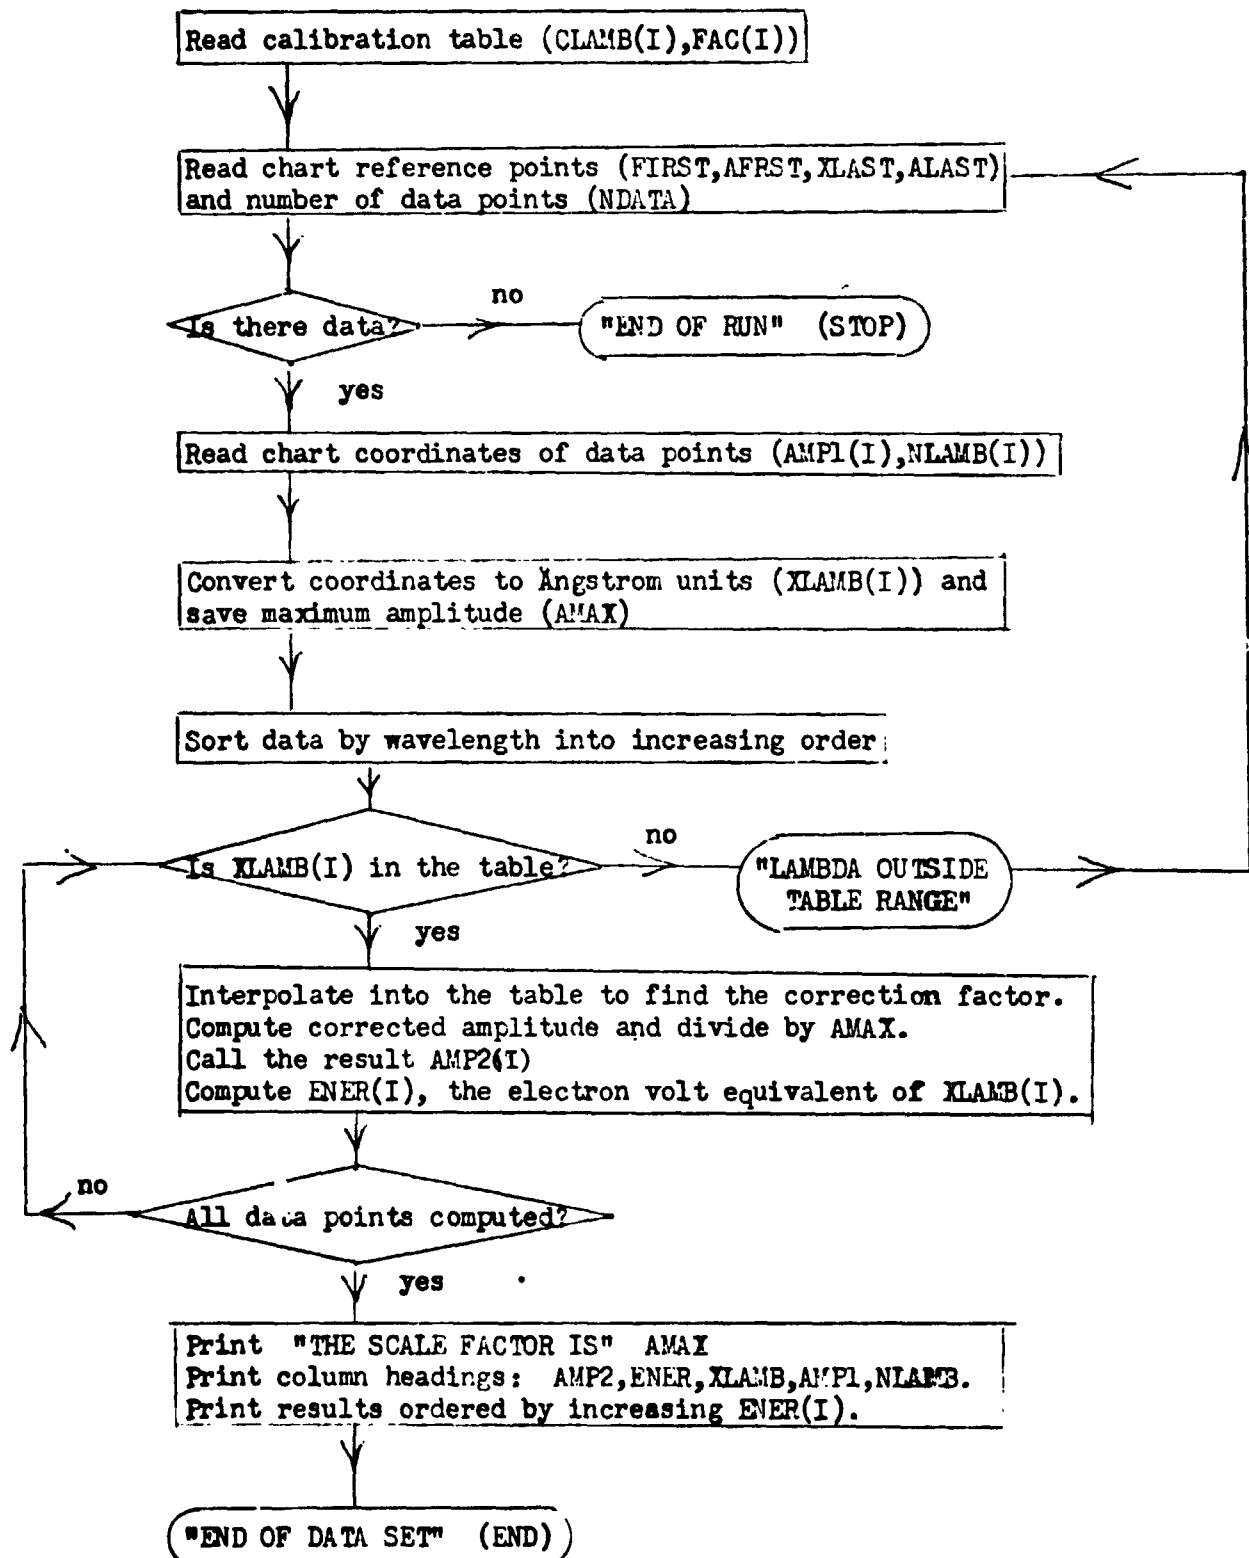 Read calibration table (CLAMB(I),FAC(I))
Read chart reference points (FIRST,AFRST,XLAST,ALAST)
and number of data points (NDATA)
no
Is there data?
"END OF RUN" (STOP)
yes
Read chart coordinates of data points (AMP1(I),NLAMB(I))
Convert coordinates to Angstrom units (XLAMB(I)) and
save maximum amplitude (AMAX)
Sort data by wavelength into increasing order
no
Is XLAMB(I) in the table?
"LAMBDA OUTSIDE
TABLE RANGE"
yes
Interpolate into the table to find the correction factor.
Compute corrected amplitude and divide by AMAX.
Call the result AMP2(I)
Compute ENER(I), the electron volt equivalent of XLAMB(I).
no
All data points computed?
yes
Print "THE SCALE FACTOR IS" AMAX
Print column headings: AMP2,ENER,XLAMB,AMP1,NLAMB.
Print results ordered by increasing ENER(I).
"END OF DATA SET" (END)